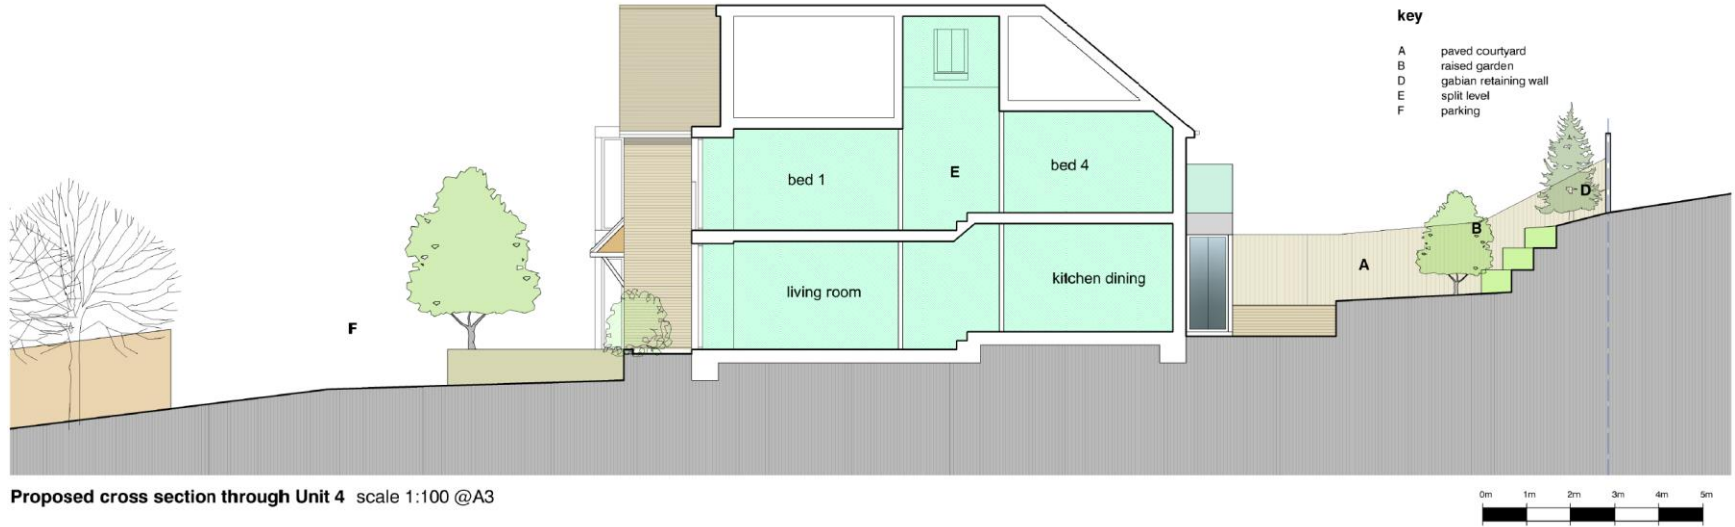 key
A paved courtyard
B raised garden
D gabian retaining wall
E split level
F parking
bed 1
E
bed 4
D
B
A
living room
kitchen dining
F
Proposed cross section through Unit 4 scale 1:100 @A3
0m 1m 2m 3m 4m 5m